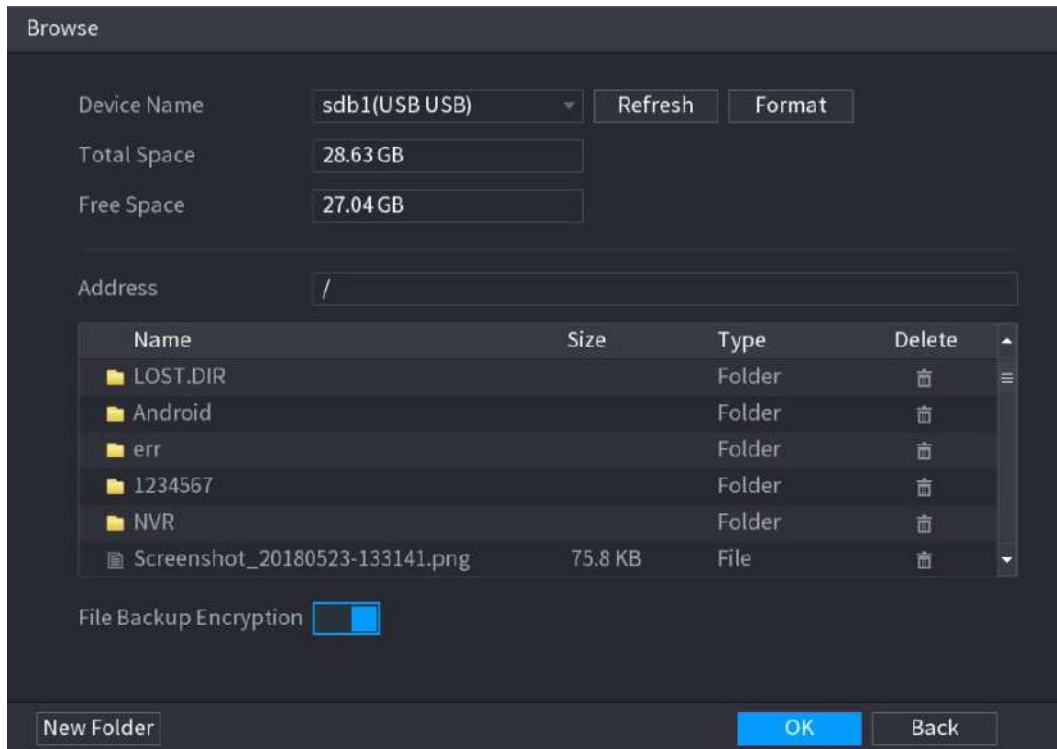 Browse
Device Name sdb1(USB USB) Refresh Format
Total Space 28.63 GB
Free Space 27.04 GB
Address /
Name Size Type Delete
LOST.DIR Folder
Android Folder
err Folder
1234567 Folder
NVR Folder
Screenshot_20180523-133141.png 75.8 KB File
File Backup Encryption
New Folder OK Back